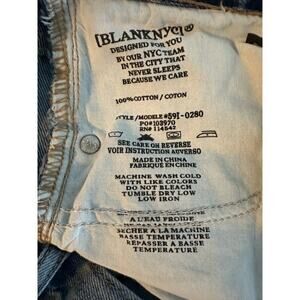 [BLANKNYC]®
DESIGNED FOR YOU
BY OUR NYC TEAM
IN THE CITY THAT
NEVER SLEEPS
BECAUSE WE CARE
100% COTTON / COTON
STYLE / MODELE #59I-0280
PO#103970
RN# 114642
SEE CARE ON REVERSE
VOIR INSTRUCTION AUVERSO
MADE IN CHINA
FABRIQUE EN CHINE
MACHINE WASH COLD
WITH LIKE COLORS
DO NOT BLEACH
TUMBLE DRY LOW
LOW IRON
A L'EAU FROIDE
SECHER A LA MACHINE
BASSE TEMPERATURE
REPASSER A BASSE
TEMPERATURE